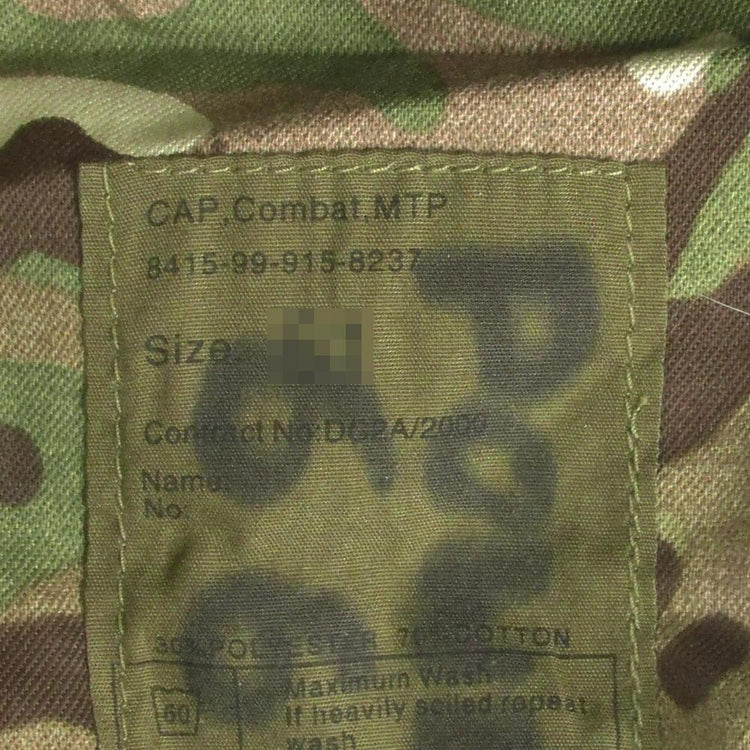 CAP,Combat,MTP
8415-99-915-8237
Size:
Contract No:DC2A/2000
Name:
No:
30% POLYESTER 70% COTTON
Maximum Wash
60
If heavily soiled repeat
wash